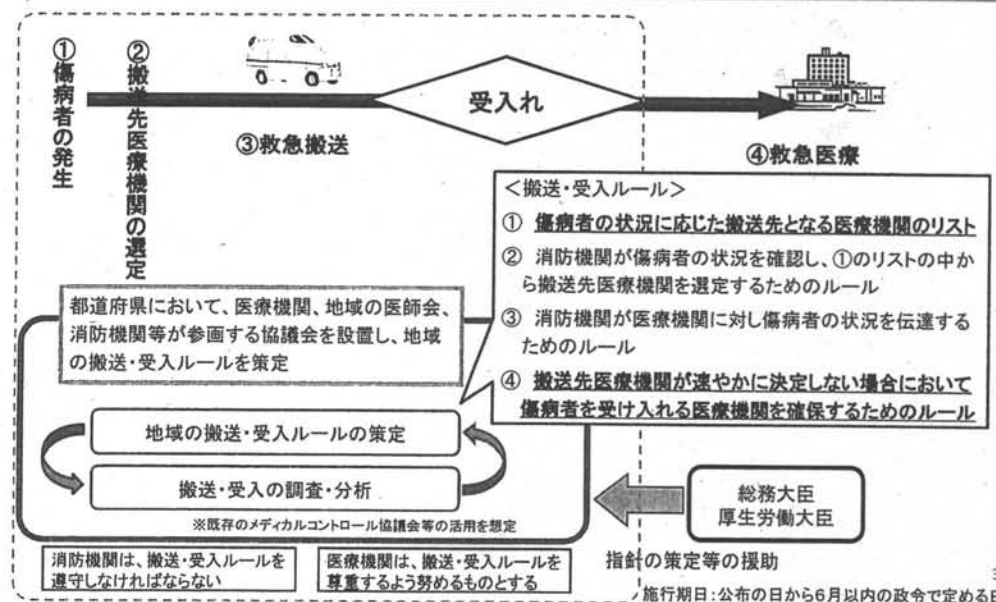 ①傷病者の発生
②搬送先医療機関の選定
③救急搬送
受入れ
④救急医療
＜搬送・受入ルール＞
① 傷病者の状況に応じた搬送先となる医療機関のリスト
② 消防機関が傷病者の状況を確認し、①のリストの中か
ら搬送先医療機関を選定するためのルール
③ 消防機関が医療機関に対し傷病者の状況を伝達する
ためのルール
④ 搬送先医療機関が速やかに決定しない場合において
傷病者を受け入れる医療機関を確保するためのルール
都道府県において、医療機関、地域の医師会、
消防機関等が参画する協議会を設置し、地域
の搬送・受入ルールを策定
地域の搬送・受入ルールの策定
搬送・受入の調査・分析
※既存のメディカルコントロール協議会等の活用を想定
総務大臣
厚生労働大臣
指針の策定等の援助
消防機関は、搬送・受入ルールを
遵守しなければならない
医療機関は、搬送・受入ルールを
尊重するよう努めるものとする
施行期日：公布の日から6月以内の政令で定める日